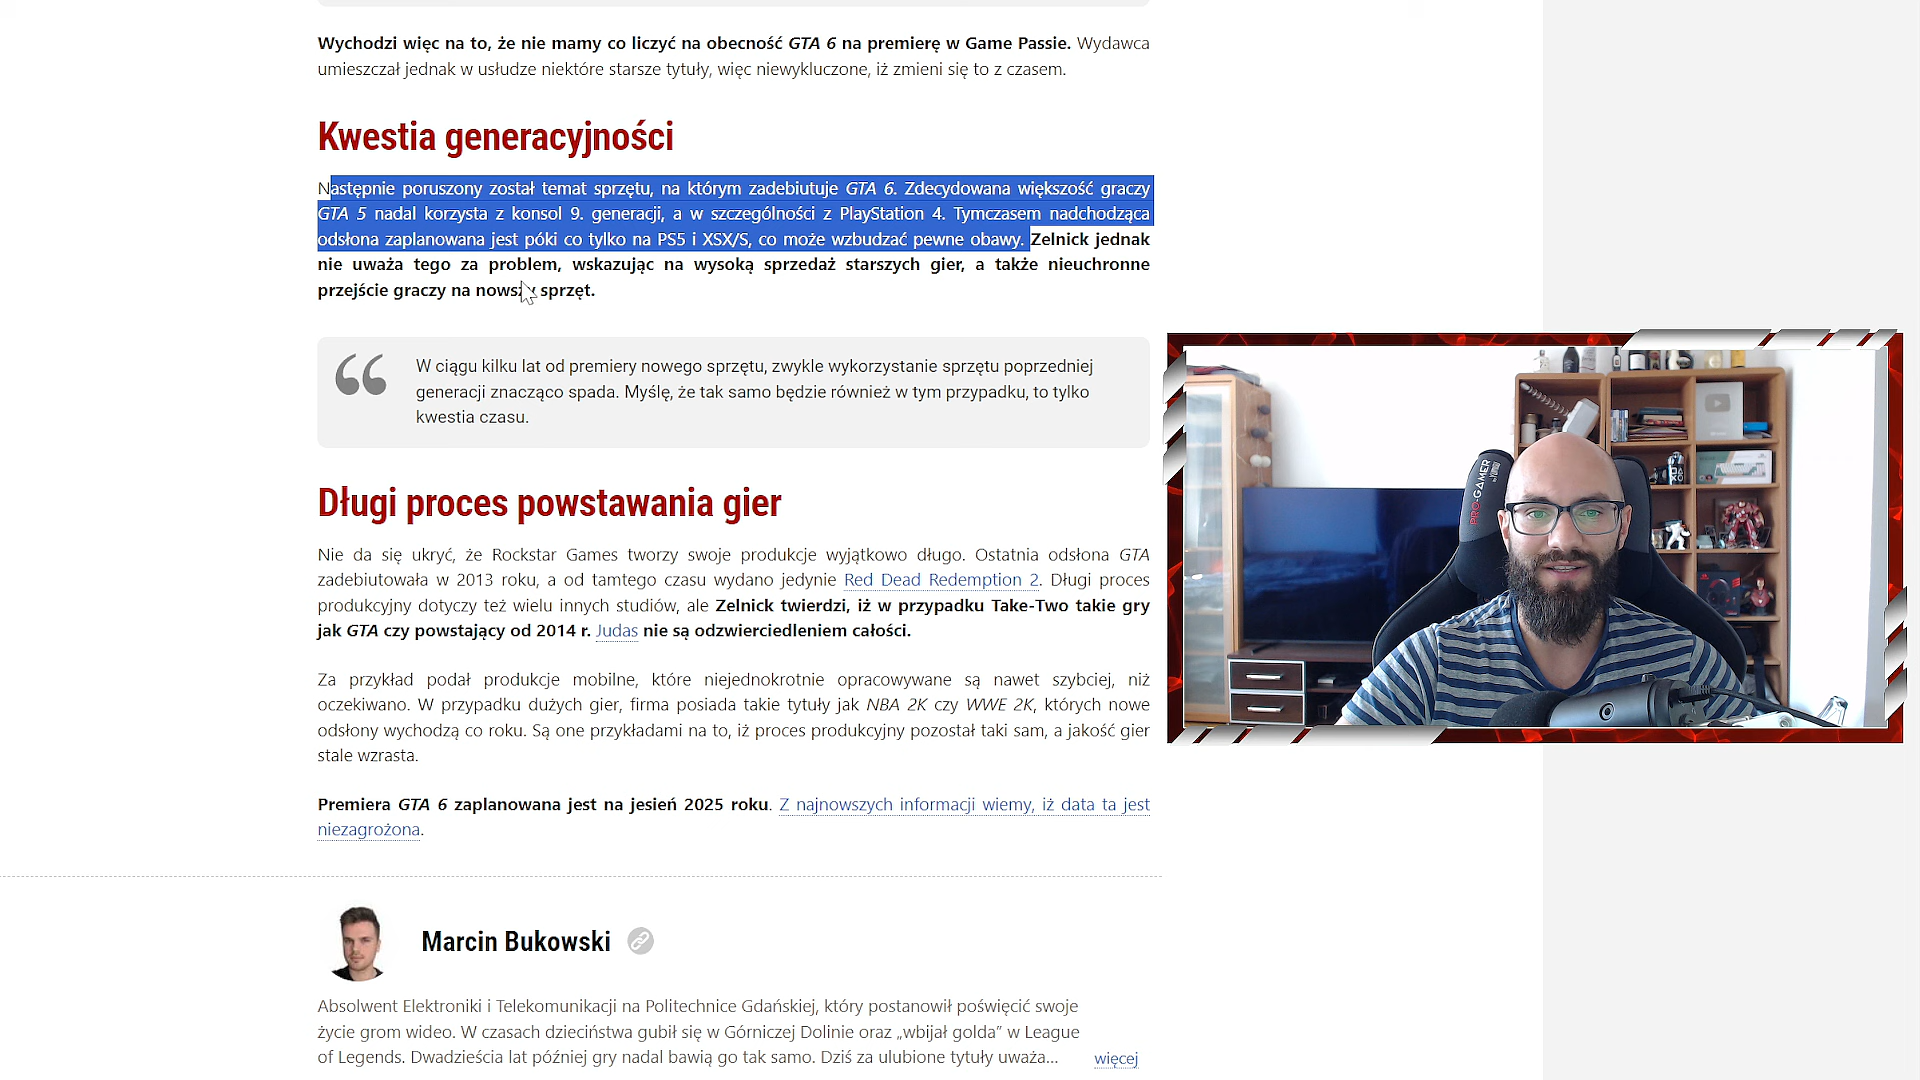 Wychodzi więc na to, że nie mamy co liczyć na obecność GTA 6 na premierę w Game Passie. Wydawca
umieszczał jednak w usłudze niektóre starsze tytuły, więc niewykluczone, iż zmieni się to z czasem.
Kwestia generacyjności
Następnie poruszony został temat sprzętu, na którym zadebiutuje GTA 6. Zdecydowana większość graczy
GTA 5 nadal korzysta z konsol 9. generacji, a w szczególności z PlayStation 4. Tymczasem nadchodząca
odsłona zaplanowana jest póki co tylko na PS5 i XSX/S, co może wzbudzać pewne obawy. Zelnick jednak
nie uważa tego za problem, wskazując na wysoką sprzedaż starszych gier, a także nieuchronne
przejście graczy na nowszy sprzęt.
W ciągu kilku lat od premiery nowego sprzętu, zwykle wykorzystanie sprzętu poprzedniej
generacji znacząco spada. Myślę, że tak samo będzie również w tym przypadku, to tylko
kwestia czasu.
Długi proces powstawania gier
Nie da się ukryć, że Rockstar Games tworzy swoje produkcje wyjątkowo długo. Ostatnia odsłona GTA
zadebiutowała w 2013 roku, a od tamtego czasu wydano jedynie Red Dead Redemption 2. Długi proces
produkcyjny dotyczy też wielu innych studiów, ale Zelnick twierdzi, iż w przypadku Take-Two takie gry
jak GTA czy powstający od 2014 r. Judas nie są odzwierciedleniem całości.
Za przykład podał produkcje mobilne, które niejednokrotnie opracowywane są nawet szybciej, niż
oczekiwano. W przypadku dużych gier, firma posiada takie tytuły jak NBA 2K czy WWE 2K, których nowe
odsłony wychodzą co roku. Są one przykładami na to, iż proces produkcyjny pozostał taki sam, a jakość gier
stale wzrasta.
Premiera GTA 6 zaplanowana jest na jesień 2025 roku. Z najnowszych informacji wiemy, iż data ta jest
niezagrożona.
Marcin Bukowski
Absolwent Elektroniki i Telekomunikacji na Politechnice Gdańskiej, który postanowił poświęcić swoje
życie grom wideo. W czasach dzieciństwa gubił się w Górniczej Dolinie oraz „wbijał golda” w League
of Legends. Dwadzieścia lat później gry nadal bawią go tak samo. Dziś za ulubione tytuły uważa...
więcej
PRO-GAMER